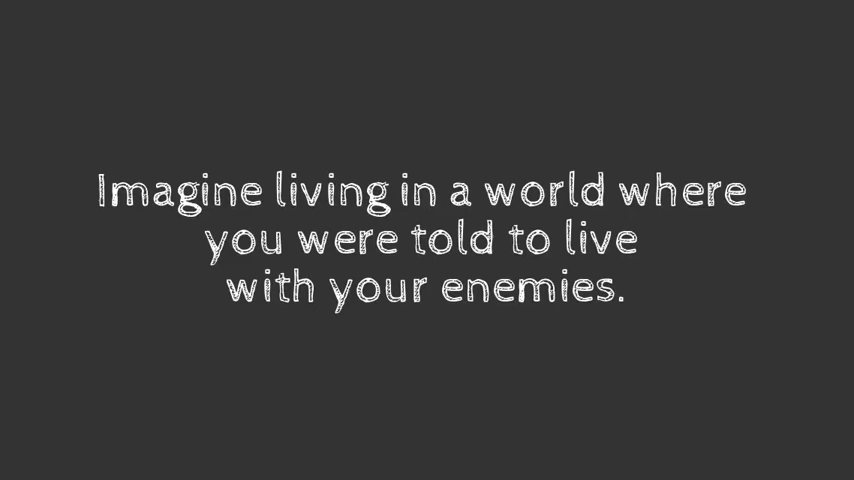 Imagine living in a world where
you were told to live
with your enemies.